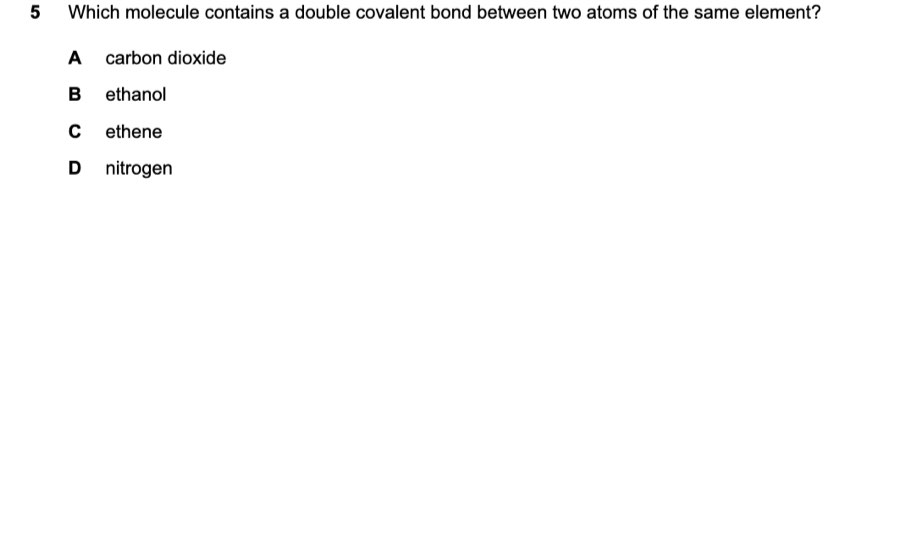 5 Which molecule contains a double covalent bond between two atoms of the same element?
A carbon dioxide
B ethanol
C ethene
D nitrogen